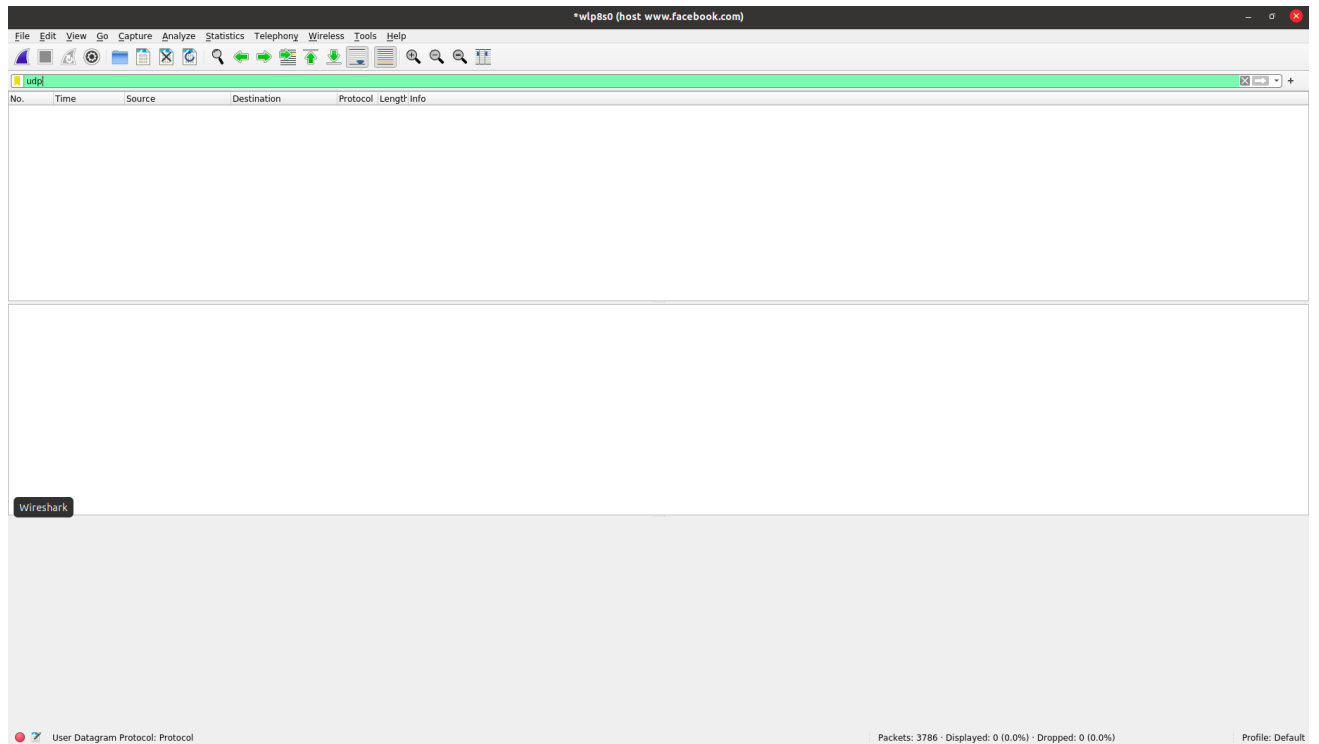 *wlp8s0 (host www.facebook.com)
File Edit View Go Capture Analyze Statistics Telephony Wireless Tools Help
udp
No. Time Source Destination Protocol Length Info
Wireshark
User Datagram Protocol: Protocol Packets: 3786 · Displayed: 0 (0.0%) · Dropped: 0 (0.0%) Profile: Default